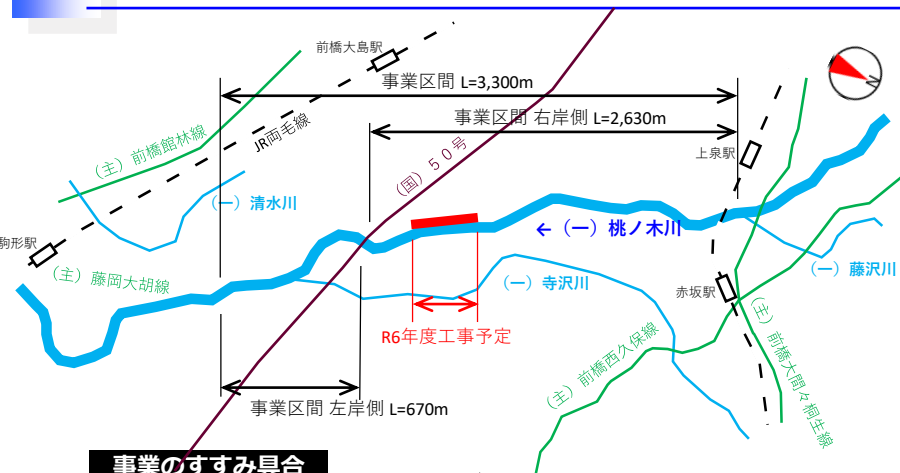 前橋大島駅
事業区間 L=3,300m
N
事業区間 右岸側 L=2,630m
JR両毛線
(主)前橋館林線
(国)50号
上泉駅
(一)清水川
←(一)桃ノ木川
駒形駅
(主)藤岡大胡線
(一)寺沢川
(一)藤沢川
赤坂駅
R6年度工事予定
(主)前橋西久保線
(主)前橋大間々桐生線
事業区間 左岸側 L=670m
事業のすすみ具合